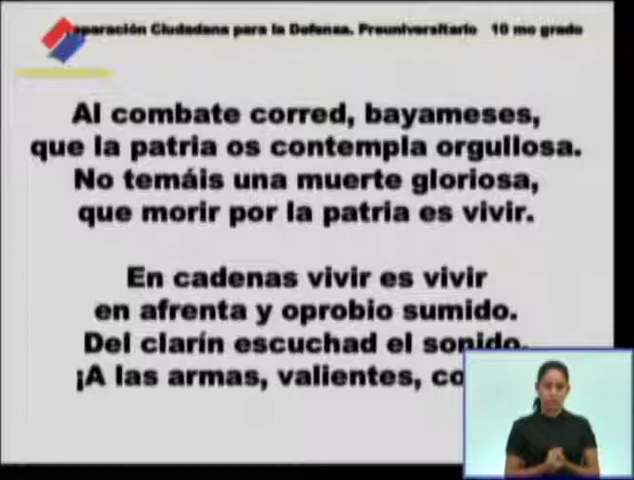 eparación Ciudadana para la Defensa. Preuniversitario 10 mo grado
Al combate corred, bayameses,
que la patria os contempla orgullosa.
No temáis una muerte gloriosa,
que morir por la patria es vivir.
En cadenas vivir es vivir
en afrenta y oprobio sumido.
Del clarín escuchad el sonido.
¡A las armas, valientes, co